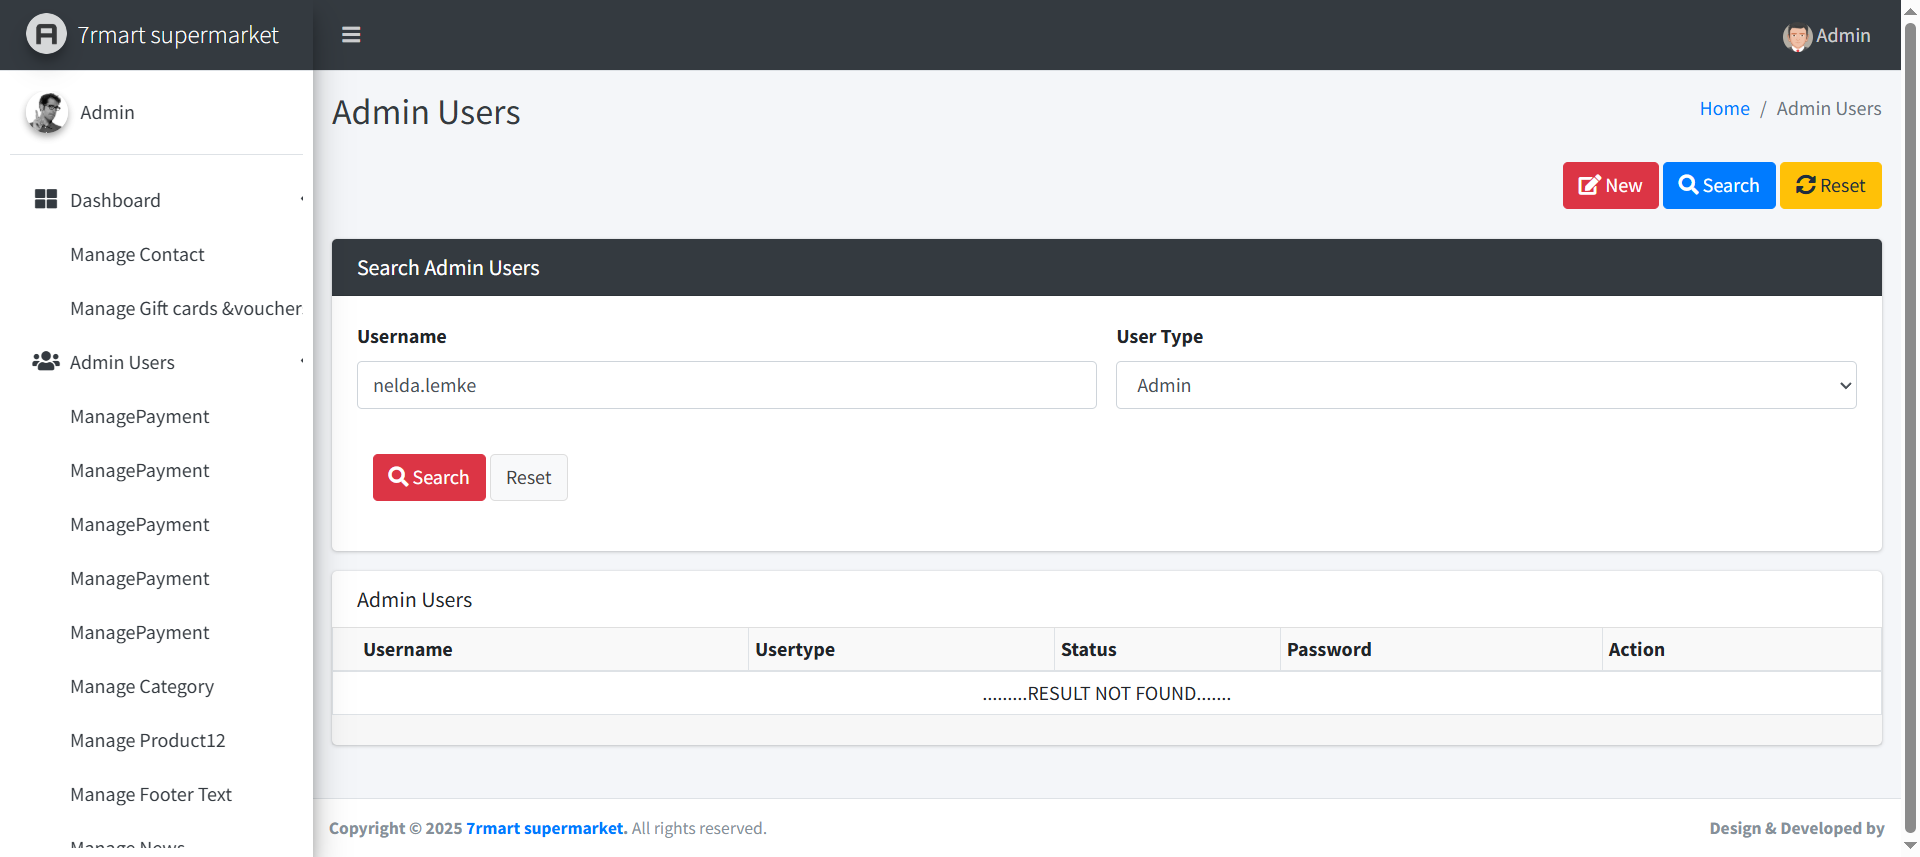 7rmart supermarket
Admin
Admin
Dashboard
Manage Contact
Manage Gift cards &voucher
Admin Users
ManagePayment
ManagePayment
ManagePayment
ManagePayment
ManagePayment
Manage Category
Manage Product12
Manage Footer Text
Manage News
Admin Users
Home / Admin Users
New
Search
Reset
Search Admin Users
Username
User Type
nelda.lemke
Admin
Search
Reset
Admin Users
Username Usertype Status Password Action
.........RESULT NOT FOUND.......
Copyright © 2025 7rmart supermarket. All rights reserved.
Design & Developed by